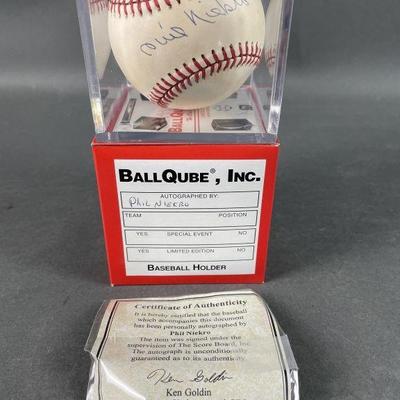 Phil Niekro
BALLQUBE®, INC.
AUTOGRAPHED BY:
PHIL NIEKRO
TEAM POSITION
YES SPECIAL EVENT NO
YES LIMITED EDITION NO
BASEBALL HOLDER
Certificate of Authenticity
It is hereby certified that the baseball
which accompanies this document
has been personally autographed by
Phil Niekro
The item was signed under the
supervision of The Score Board, Inc.
The autograph is unconditionally
guaranteed as to its authenticity.
Ken Goldin
Ken Goldin